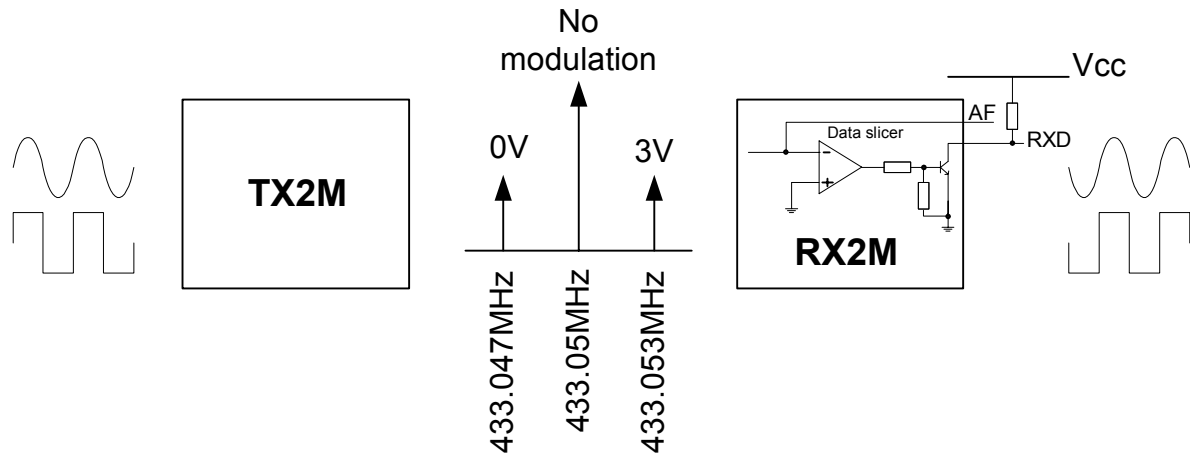 No
modulation
0V
3V
TX2M
433.047MHz
433.05MHz
433.053MHz
Vcc
AF
RXD
Data slicer
RX2M